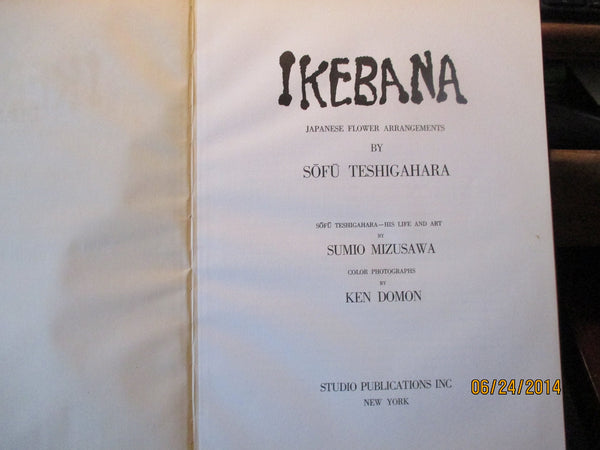 IKEBANA
JAPANESE FLOWER ARRANGEMENTS
BY
SŌFŪ TESHIGAHARA
SŌFŪ TESHIGAHARA—HIS LIFE AND ART
BY
SUMIO MIZUSAWA
COLOR PHOTOGRAPHS
BY
KEN DOMON
STUDIO PUBLICATIONS INC
NEW YORK
06/24/2014